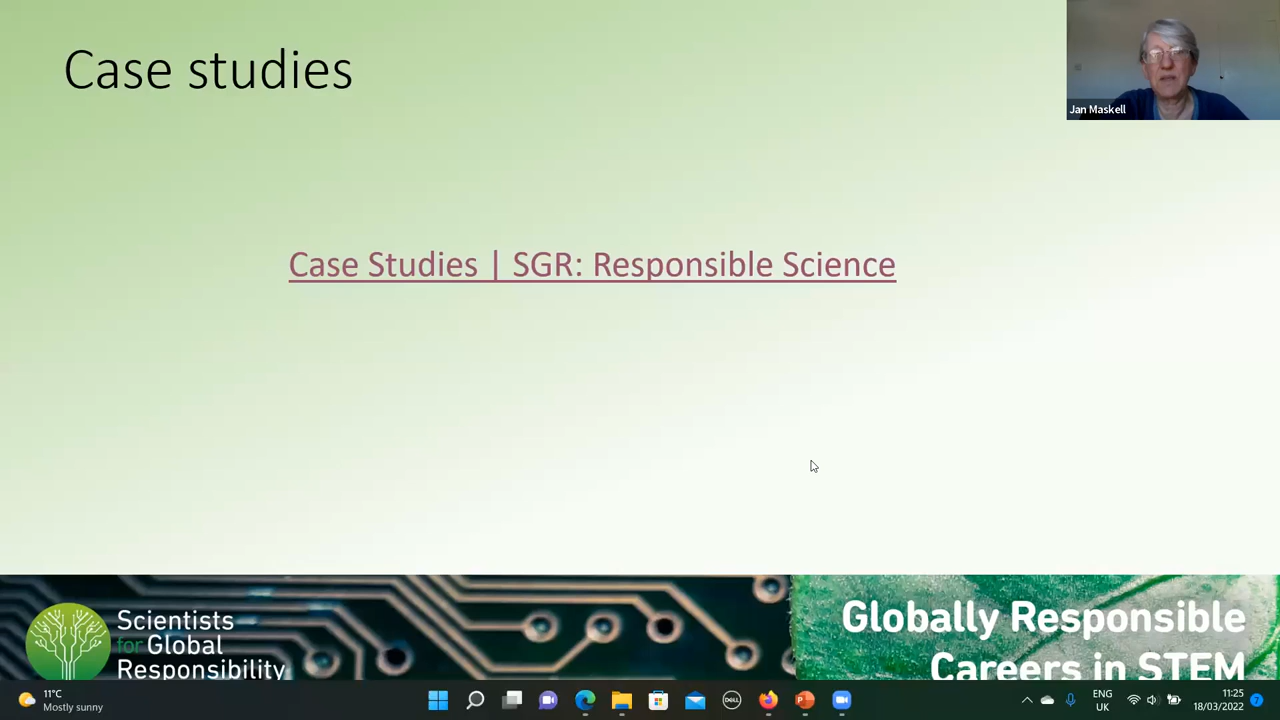 Case studies
Jan Maskell
Case Studies | SGR: Responsible Science
Scientists
for Global
Responsibility
Globally Responsible
Careers in STEM
11°C
Mostly sunny
DELL
ENG
UK
11:25
18/03/2022